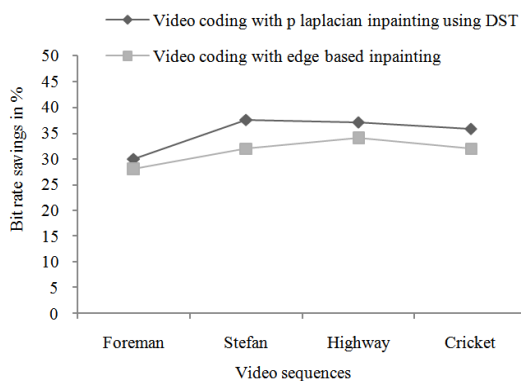 Video coding with p laplacian inpainting using DST
Video coding with edge based inpainting
Bit rate savings in %
50
45
40
35
30
25
20
15
10
5
0
Foreman Stefan Highway Cricket
Video sequences